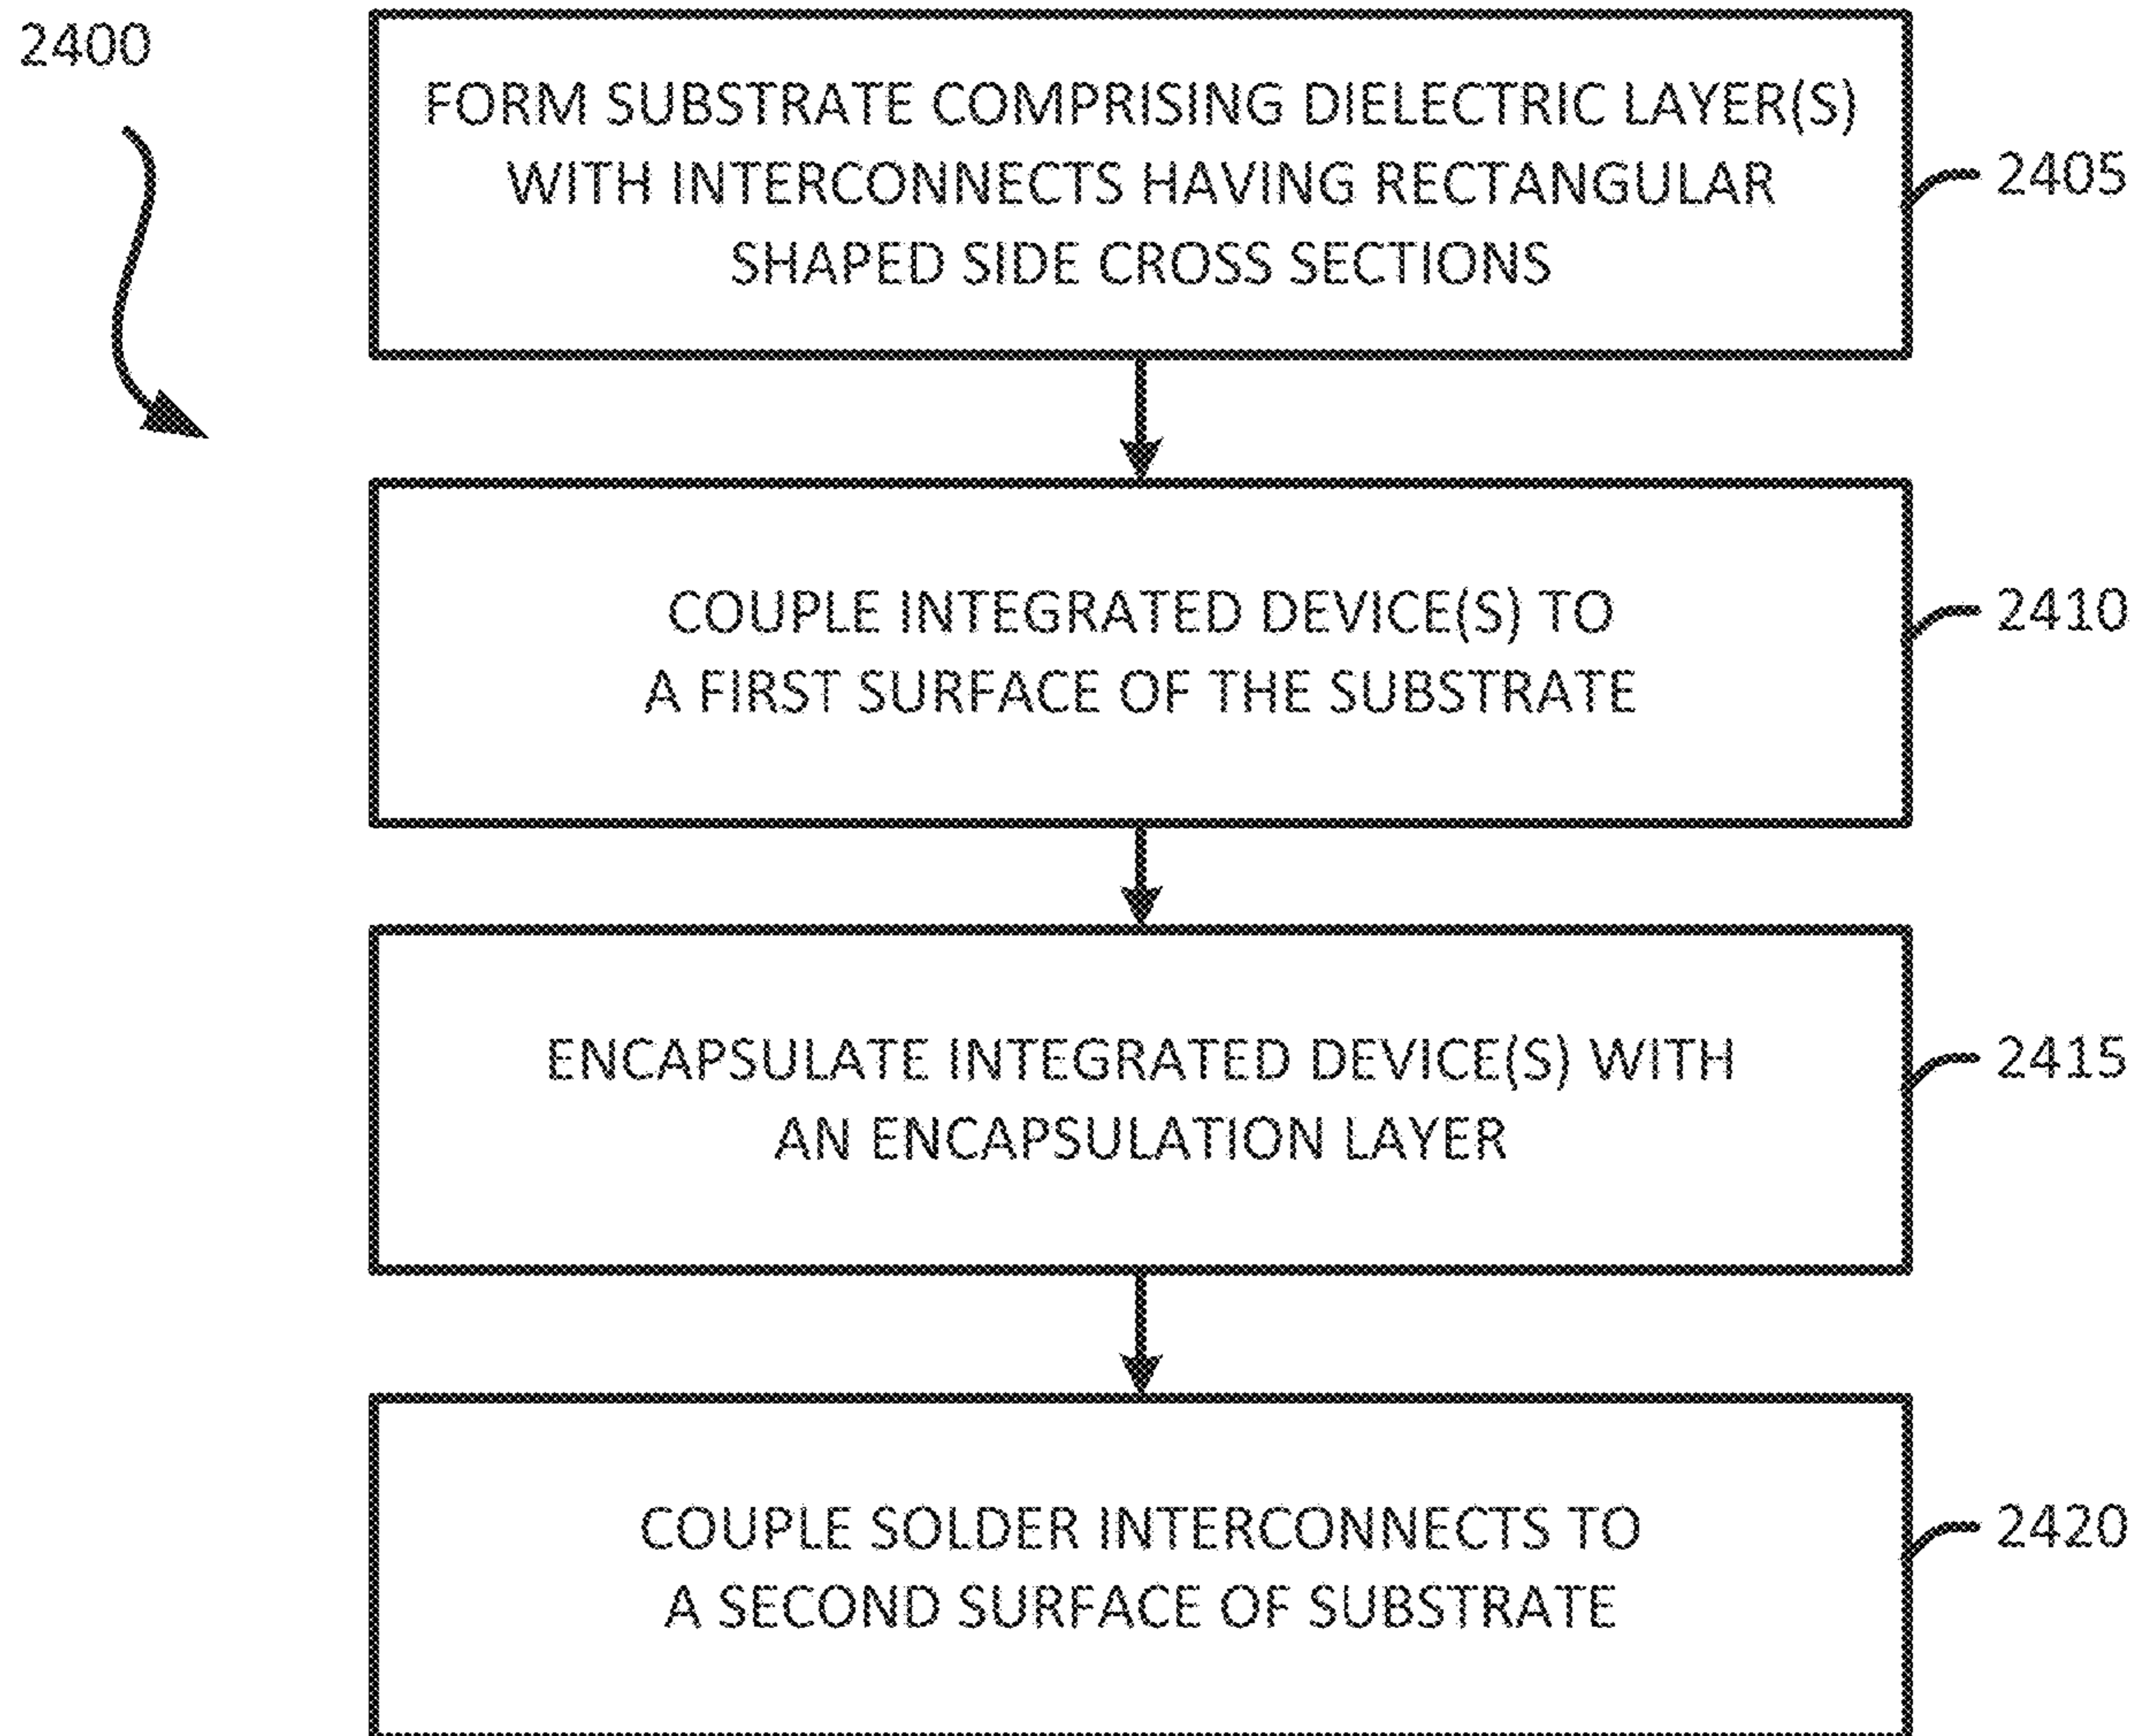 2400
FORM SUBSTRATE COMPRISING DIELECTRIC LAYER(S)
WITH INTERCONNECTS HAVING RECTANGULAR
SHAPED SIDE CROSS SECTIONS
2405
COUPLE INTEGRATED DEVICE(S) TO
A FIRST SURFACE OF THE SUBSTRATE
2410
ENCAPSULATE INTEGRATED DEVICE(S) WITH
AN ENCAPSULATION LAYER
2415
COUPLE SOLDER INTERCONNECTS TO
A SECOND SURFACE OF SUBSTRATE
2420